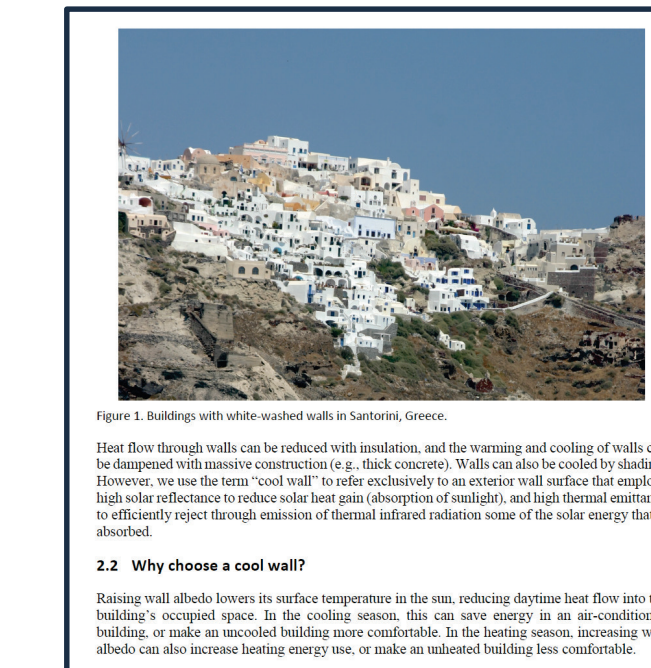 Figure 1. Buildings with white-washed walls in Santorini, Greece.
Heat flow through walls can be reduced with insulation, and the warming and cooling of walls
be dampened with massive construction (e.g., thick concrete). Walls can also be cooled by
However, we use the term “cool wall” to refer exclusively to an exterior wall surface that
high solar reflectance to reduce solar heat gain (absorption of sunlight), and high thermal
to efficiently reject through emission of thermal infrared radiation some of the solar energy that
absorbed.
2.2 Why choose a cool wall?
Raising wall albedo lowers its surface temperature in the sun, reducing daytime heat flow into
building’s occupied space. In the cooling season, this can save energy in an
building, or make an uncooled building more comfortable. In the heating season, increasing
albedo can also increase heating energy use, or make an unheated building less comfortable.